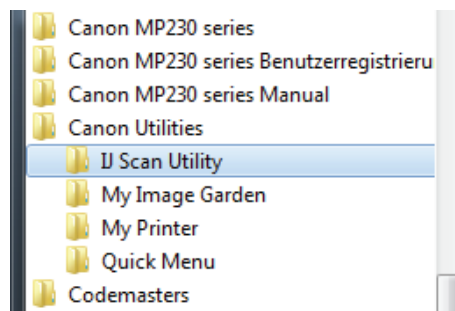 Canon MP230 series
Canon MP230 series Benutzerregistrieru
Canon MP230 series Manual
Canon Utilities
IJ Scan Utility
My Image Garden
My Printer
Quick Menu
Codemasters